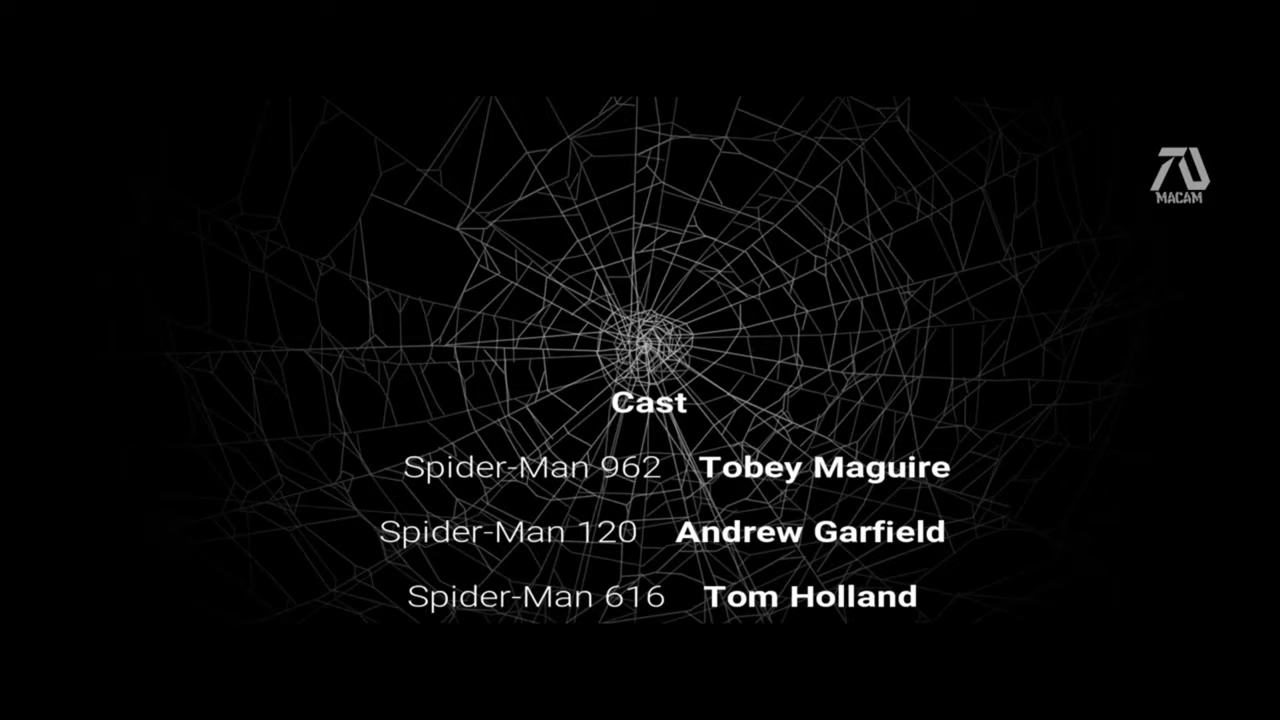 70
MACAM
Cast
Spider-Man 962 Tobey Maguire
Spider-Man 120 Andrew Garfield
Spider-Man 616 Tom Holland